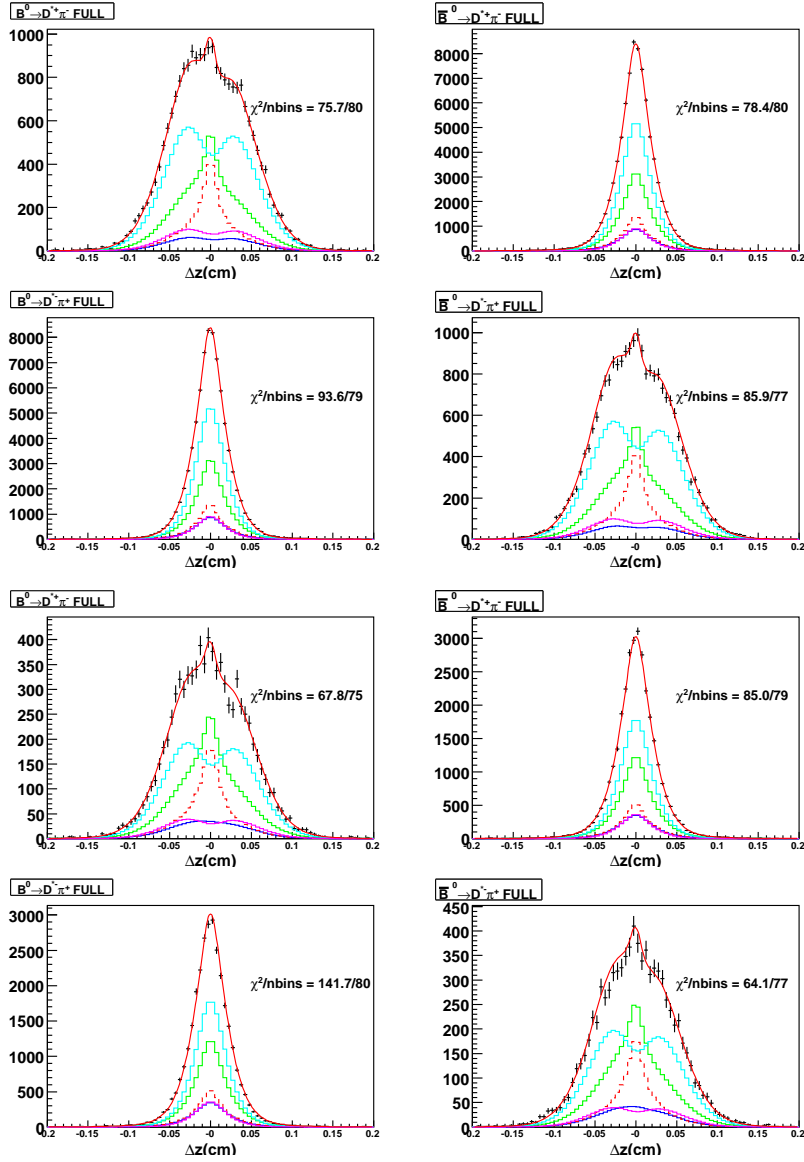 B⁰→D*⁺π⁻ FULL
χ²/nbins = 75.7/80
1000
800
600
400
200
0
-0.2 -0.15 -0.1 -0.05 -0 0.05 0.1 0.15 0.2
Δz(cm)
B̅⁰→D*⁺π⁻ FULL
χ²/nbins = 78.4/80
8000
7000
6000
5000
4000
3000
2000
1000
0
-0.2 -0.15 -0.1 -0.05 -0 0.05 0.1 0.15 0.2
Δz(cm)
B⁰→D*⁻π⁺ FULL
χ²/nbins = 93.6/79
8000
7000
6000
5000
4000
3000
2000
1000
0
-0.2 -0.15 -0.1 -0.05 -0 0.05 0.1 0.15 0.2
Δz(cm)
B̅⁰→D*⁻π⁺ FULL
χ²/nbins = 85.9/77
1000
800
600
400
200
0
-0.2 -0.15 -0.1 -0.05 -0 0.05 0.1 0.15 0.2
Δz(cm)
B⁰→D*⁺π⁻ FULL
χ²/nbins = 67.8/75
400
350
300
250
200
150
100
50
0
-0.2 -0.15 -0.1 -0.05 -0 0.05 0.1 0.15 0.2
Δz(cm)
B̅⁰→D*⁺π⁻ FULL
χ²/nbins = 85.0/79
3000
2500
2000
1500
1000
500
0
-0.2 -0.15 -0.1 -0.05 -0 0.05 0.1 0.15 0.2
Δz(cm)
B⁰→D*⁻π⁺ FULL
χ²/nbins = 141.7/80
3000
2500
2000
1500
1000
500
0
-0.2 -0.15 -0.1 -0.05 -0 0.05 0.1 0.15 0.2
Δz(cm)
B̅⁰→D*⁻π⁺ FULL
χ²/nbins = 64.1/77
450
400
350
300
250
200
150
100
50
0
-0.2 -0.15 -0.1 -0.05 -0 0.05 0.1 0.15 0.2
Δz(cm)